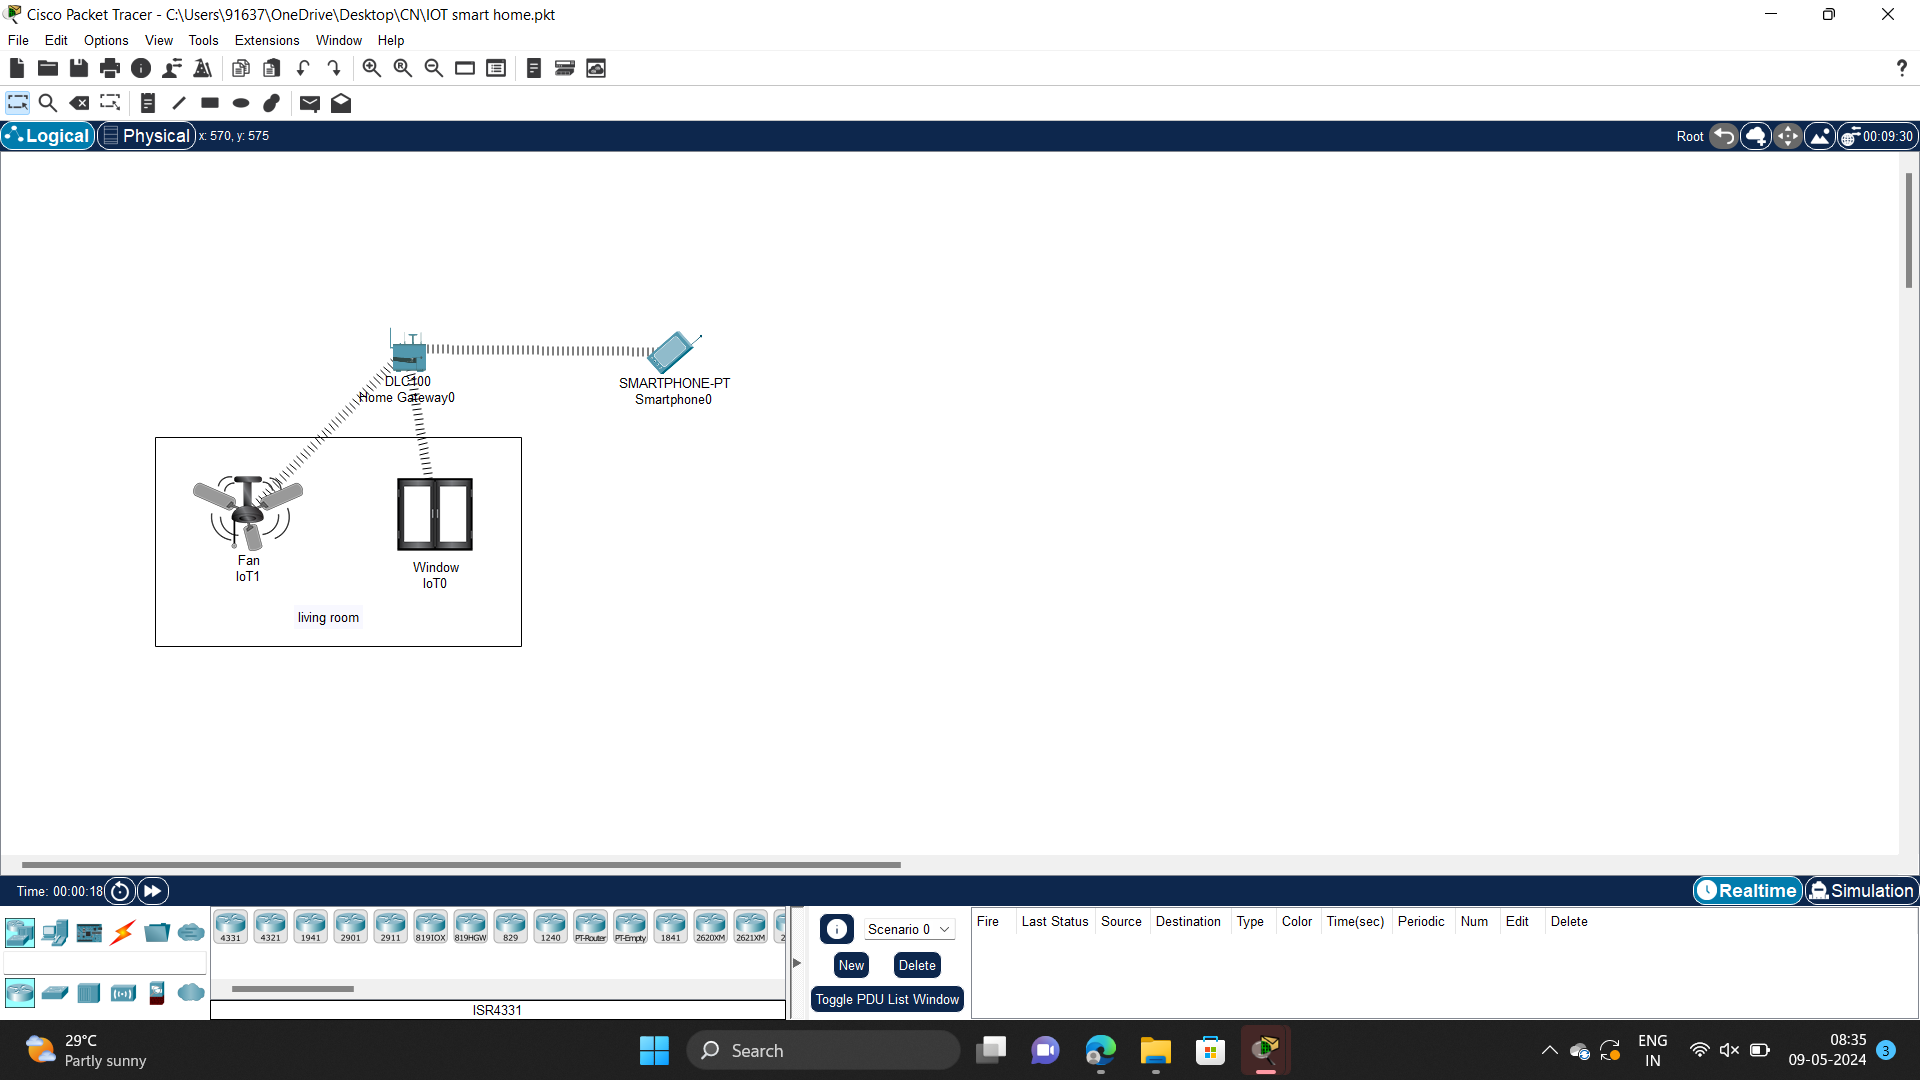 Cisco Packet Tracer - C:\Users\91637\OneDrive\Desktop\CN\IOT smart home.pkt
File Edit Options View Tools Extensions Window Help
?
Logical Physical x: 570, y: 575 Root 00:09:30
DLC100
Home Gateway0
SMARTPHONE-PT
Smartphone0
Fan
IoT1
Window
IoT0
living room
Time: 00:00:18 Realtime Simulation
4331 4321 1941 2901 2911 819IOX 819HGW 829 1240 PT-Router PT-Empty 1841 2620XM 2621XM 2
ISR4331
Scenario 0
New Delete
Toggle PDU List Window
Fire Last Status Source Destination Type Color Time(sec) Periodic Num Edit Delete
29°C
Partly sunny
Search
ENG
IN
08:35
09-05-2024
3